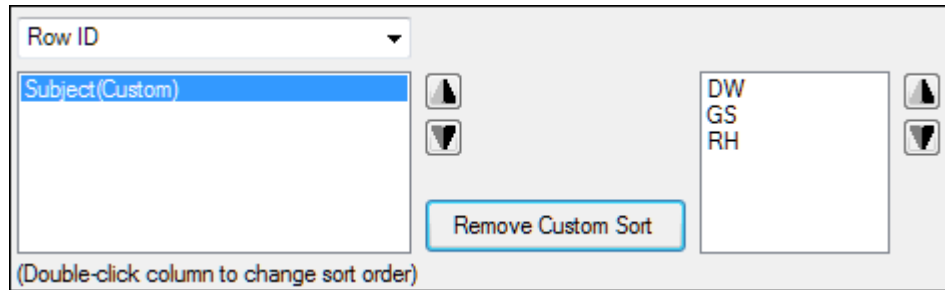 Row ID
Subject(Custom)
DW
GS
RH
Remove Custom Sort
(Double-click column to change sort order)